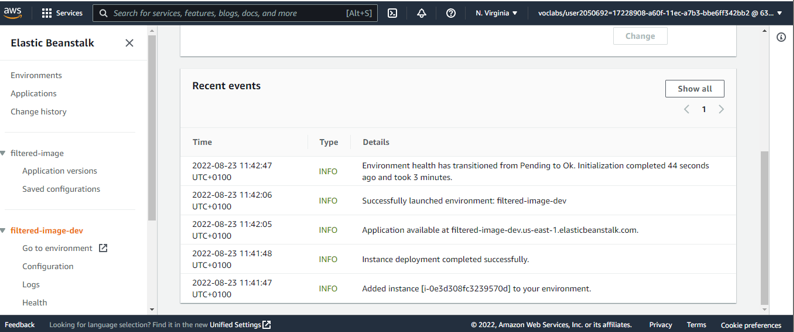 aws
Services
Search for services, features, blogs, docs, and more
[Alt+S]
N. Virginia
voclabs/user2050692=17228908-a60f-11ec-a7b3-bbe6ff342bb2 @ 63...
Elastic Beanstalk
Environments
Applications
Change history
filtered-image
Application versions
Saved configurations
filtered-image-dev
Go to environment
Configuration
Logs
Health
Change
Recent events
Show all
1
Time Type Details
2022-08-23 11:42:47
UTC+0100
INFO
Environment health has transitioned from Pending to Ok. Initialization completed 44 seconds
ago and took 3 minutes.
2022-08-23 11:42:06
UTC+0100
INFO
Successfully launched environment: filtered-image-dev
2022-08-23 11:42:05
UTC+0100
INFO
Application available at filtered-image-dev.us-east-1.elasticbeanstalk.com.
2022-08-23 11:41:48
UTC+0100
INFO
Instance deployment completed successfully.
2022-08-23 11:41:47
UTC+0100
INFO
Added instance [i-0e3d308fc3239570d] to your environment.
Feedback
Looking for language selection? Find it in the new Unified Settings
© 2022, Amazon Web Services, Inc. or its affiliates.
Privacy
Terms
Cookie preferences